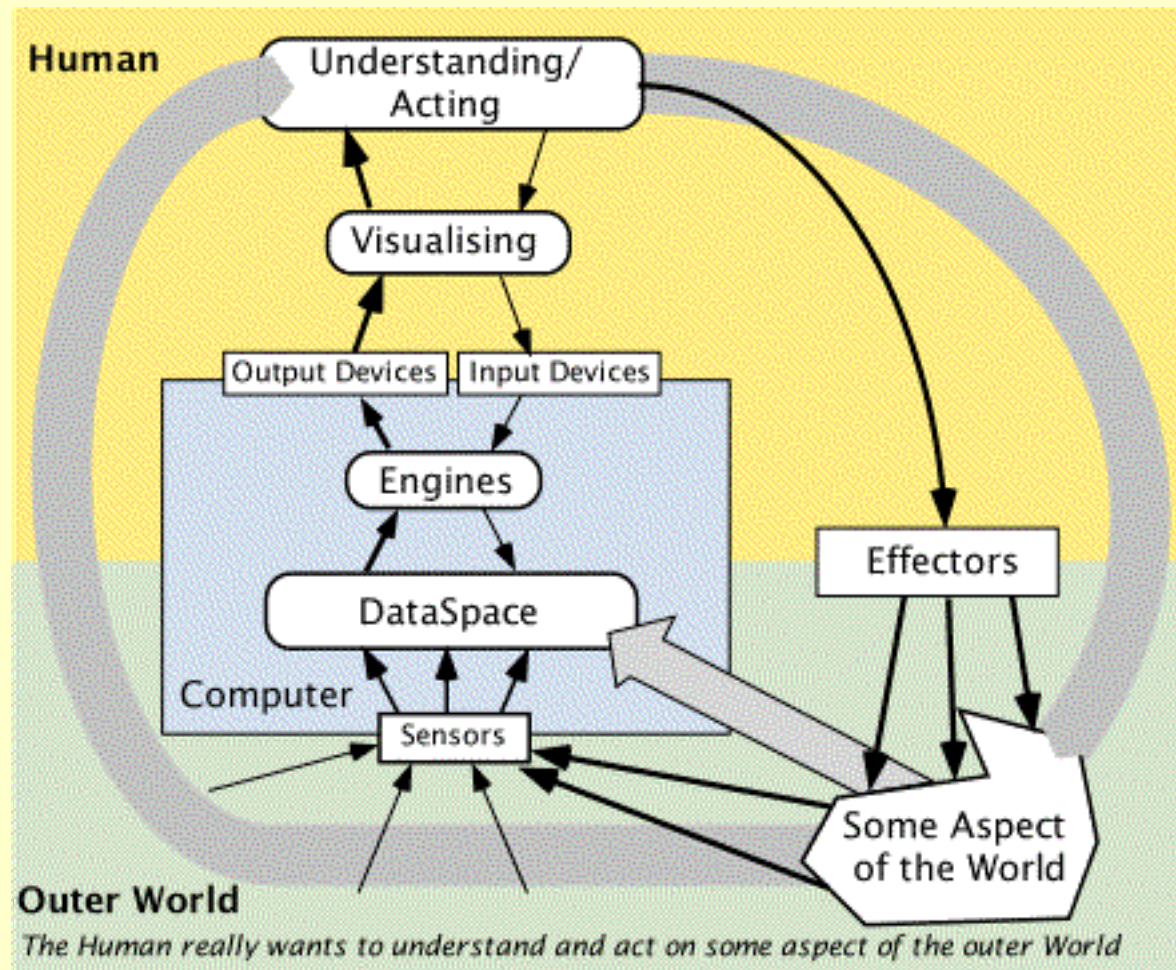 Human
Understanding/
Acting
Visualising
Output Devices
Input Devices
Engines
Effectors
DataSpace
Computer
Sensors
Some Aspect
of the World
Outer World
The Human really wants to understand and act on some aspect of the outer World